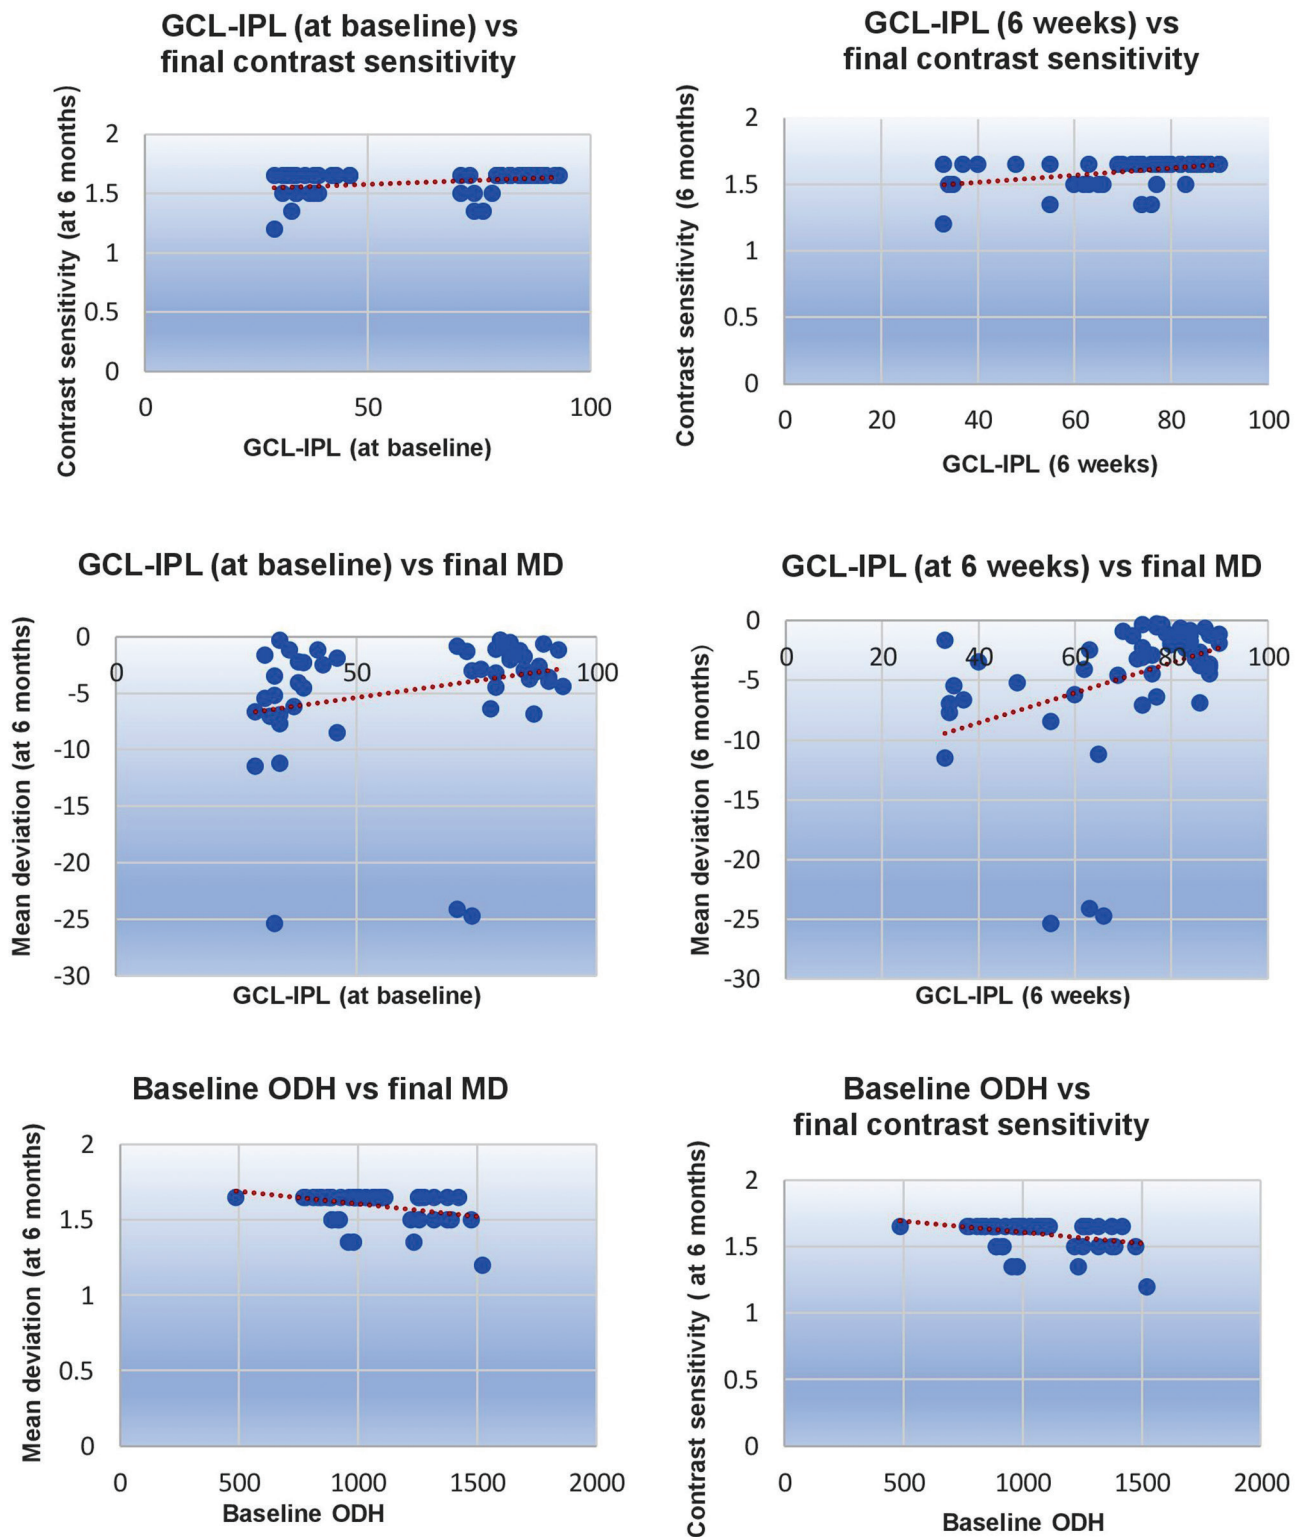 GCL-IPL (at baseline) vs
final contrast sensitivity
Contrast sensitivity (at 6 months)
2
1.5
1
0.5
0
0 50 100
GCL-IPL (at baseline)
GCL-IPL (6 weeks) vs
final contrast sensitivity
Contrast sensitivity (6 months)
2
1.5
1
0.5
0
0 20 40 60 80 100
GCL-IPL (6 weeks)
GCL-IPL (at baseline) vs final MD
Mean deviation (at 6 months)
0
0 50 100
-5
-10
-15
-20
-25
-30
GCL-IPL (at baseline)
GCL-IPL (at 6 weeks) vs final MD
Mean deviation (6 months)
0
0 20 40 60 80 100
-5
-10
-15
-20
-25
-30
GCL-IPL (6 weeks)
Baseline ODH vs final MD
Mean deviation (at 6 months)
2
1.5
1
0.5
0
0 500 1000 1500 2000
Baseline ODH
Baseline ODH vs
final contrast sensitivity
Contrast sensitivity ( at 6 months)
2
1.5
1
0.5
0
0 500 1000 1500 2000
Baseline ODH